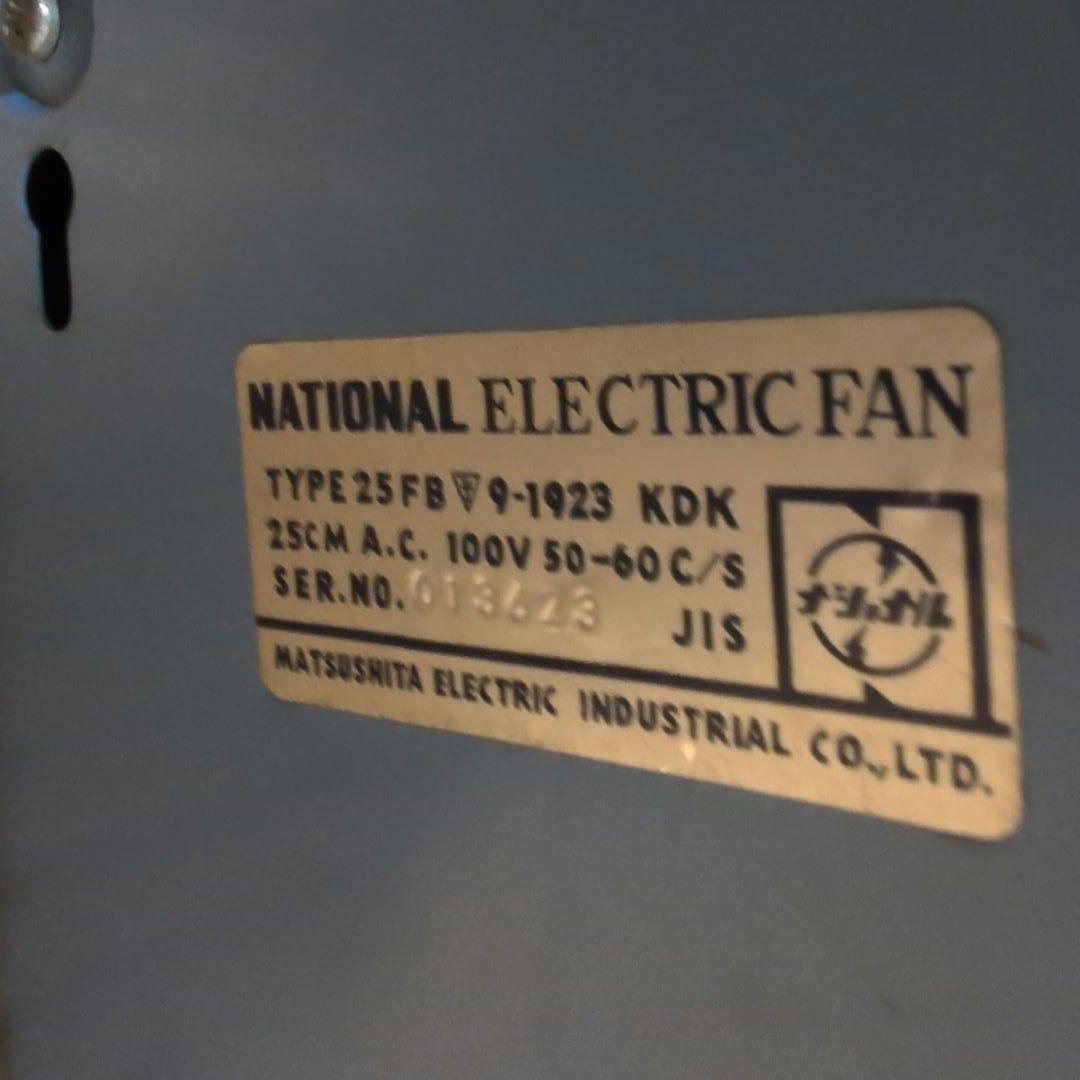 NATIONAL ELECTRIC FAN
TYPE 25FB 9-1923 KDK
25CM A.C. 100V 50-60C/S
SER.NO. 013623 JIS
ナショナル
MATSUSHITA ELECTRIC INDUSTRIAL CO., LTD.